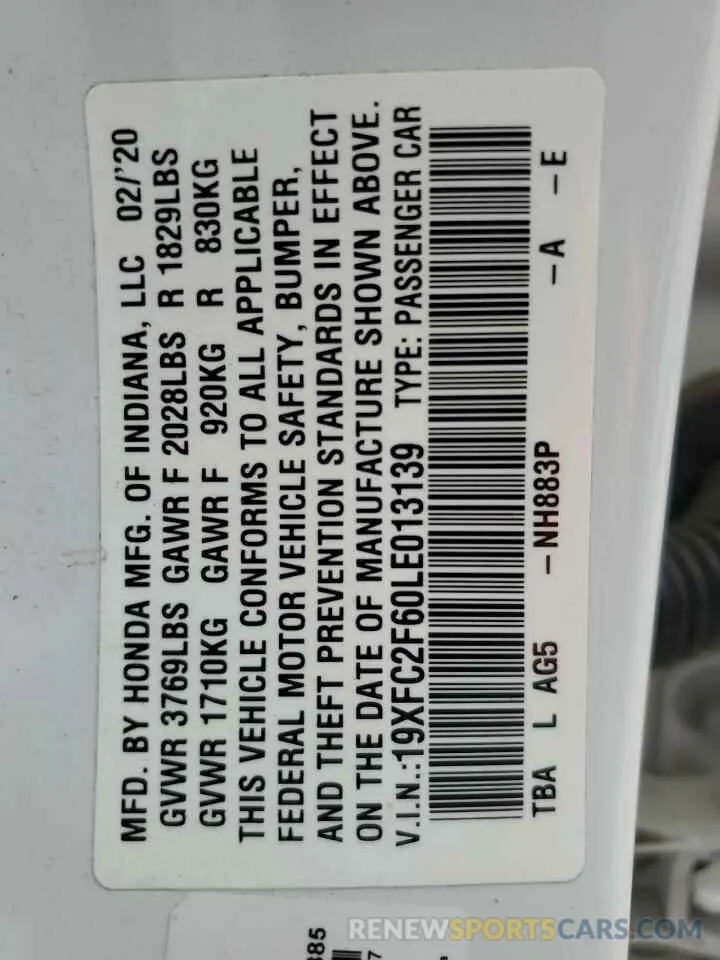 MFD. BY HONDA MFG. OF INDIANA, LLC 02/'20
GVWR 3769LBS GAWR F 2028LBS R 1829LBS
GVWR 1710KG GAWR F 920KG R 830KG
THIS VEHICLE CONFORMS TO ALL APPLICABLE
FEDERAL MOTOR VEHICLE SAFETY, BUMPER,
AND THEFT PREVENTION STANDARDS IN EFFECT
ON THE DATE OF MANUFACTURE SHOWN ABOVE.
V.I.N.:19XFC2F60LE013139 TYPE: PASSENGER CAR
TBA L AG5 -NH883P -A -E
RENEWSPORTSCARS.COM